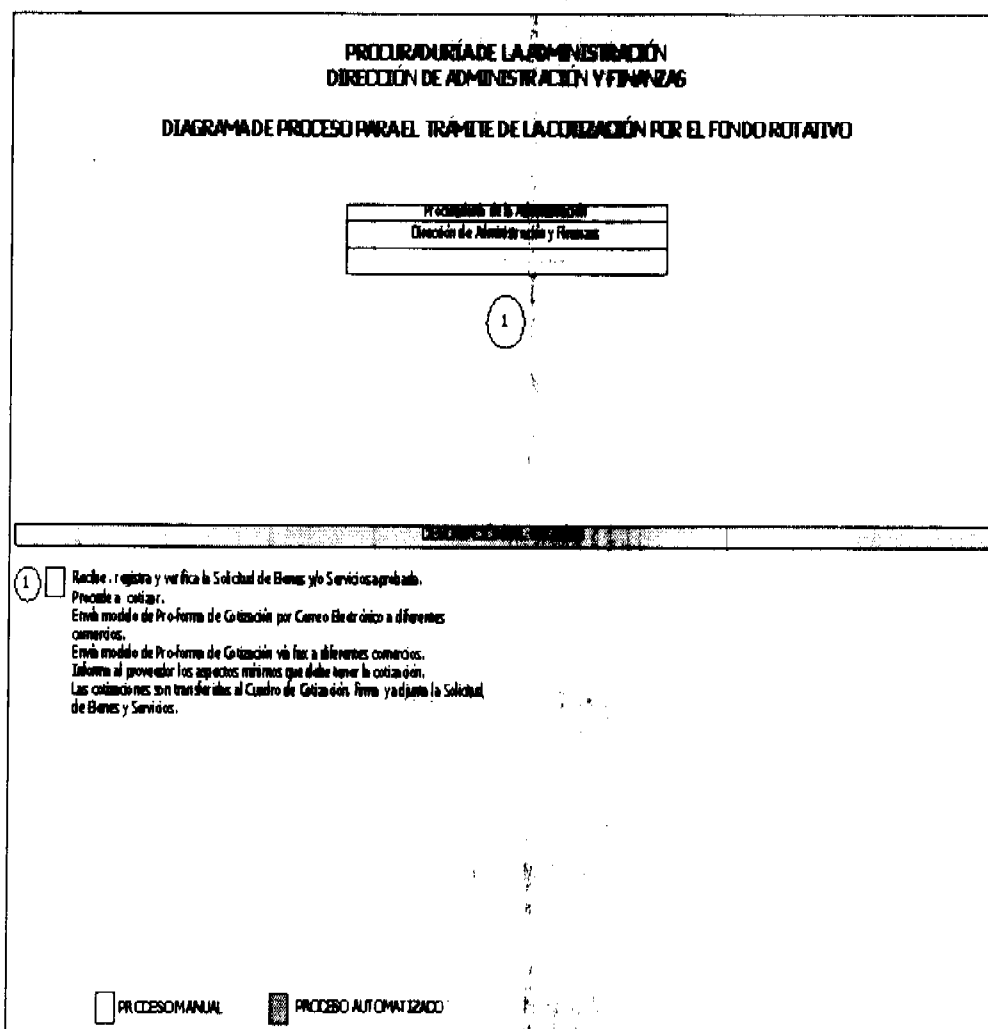 PROCURADURÍA DE LA ADMINISTRACIÓN
DIRECCIÓN DE ADMINISTRACIÓN Y FINANZAS
DIAGRAMA DE PROCESO PARA EL TRÁMITE DE LA COTIZACIÓN POR EL FONDO ROTATIVO
Procuraduría de la Administración
Dirección de Administración y Finanzas
1
1 Recibe, registra y verifica la Solicitud de Bienes y/o Servicios aprobada.
Procede a cotizar.
Envía modelo de Pro-forma de Cotización por Correo Electrónico a diferentes
comercios.
Envía modelo de Pro-forma de Cotización vía fax a diferentes comercios.
Informa al proveedor los aspectos mínimos que debe tener la cotización.
Las cotizaciones son transferidas al Cuadro de Cotización, firma y adjunta la Solicitud
de Bienes y Servicios.
PROCESO MANUAL PROCESO AUTOMATIZADO